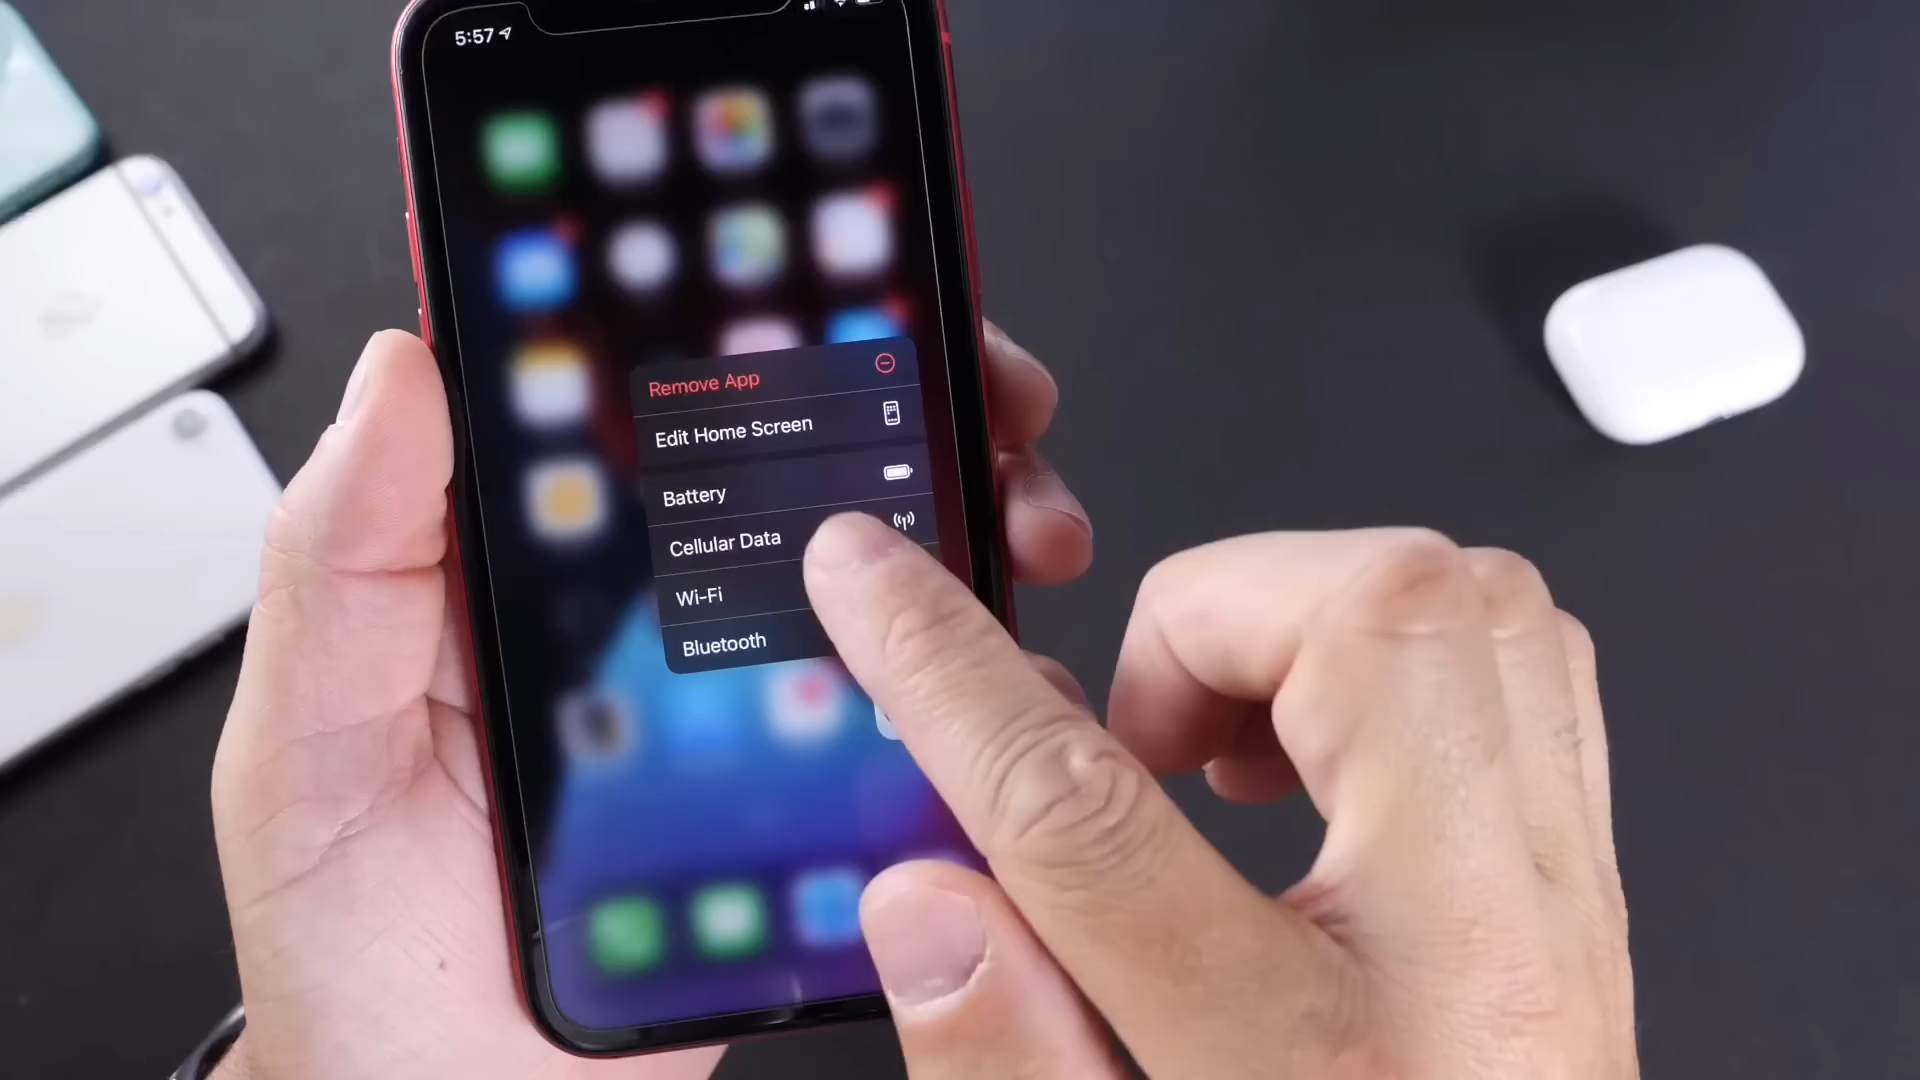 5:57
Remove App
Edit Home Screen
Battery
Cellular Data
Wi-Fi
Bluetooth